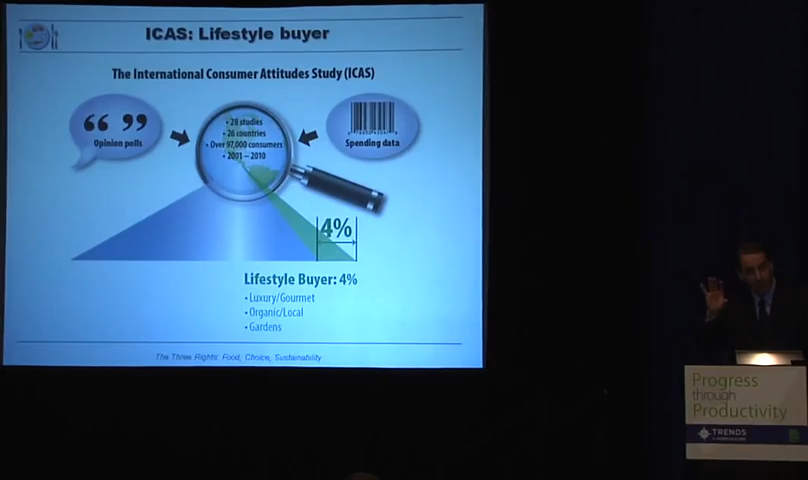 ICAS: Lifestyle buyer
The International Consumer Attitudes Study (ICAS)
“ ”
Opinion polls
• 28 studies
• 26 countries
• Over 97,000 consumers
• 2001 – 2010
Spending data
4%
Lifestyle Buyer: 4%
• Luxury/Gourmet
• Organic/Local
• Gardens
The Three Rights: Food, Choice, Sustainability
Progress
through
Productivity
TRENDS